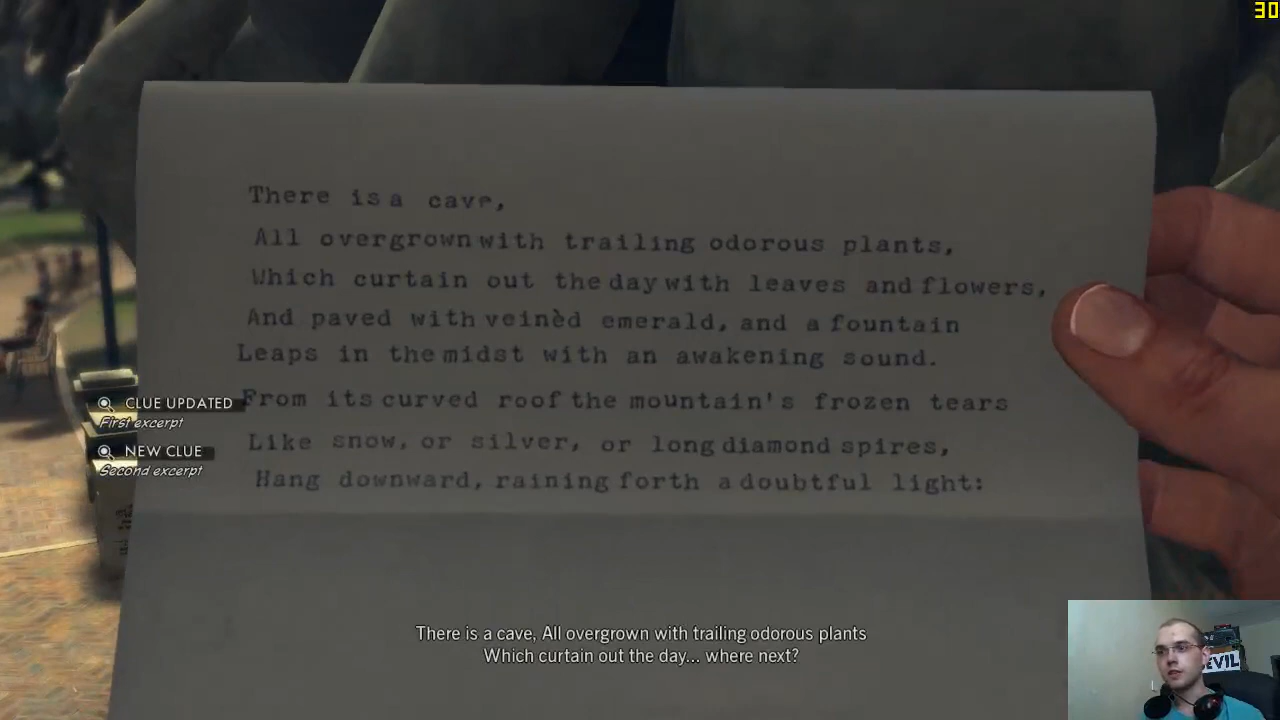 30
There is a cave,
All overgrown with trailing odorous plants,
Which curtain out the day with leaves and flowers,
And paved with veinèd emerald, and a fountain
Leaps in the midst with an awakening sound.
From its curved roof the mountain's frozen tears
Like snow, or silver, or long diamond spires,
Hang downward, raining forth a doubtful light:
CLUE UPDATED
First excerpt
NEW CLUE
Second excerpt
There is a cave, All overgrown with trailing odorous plants
Which curtain out the day... where next?
EVIL